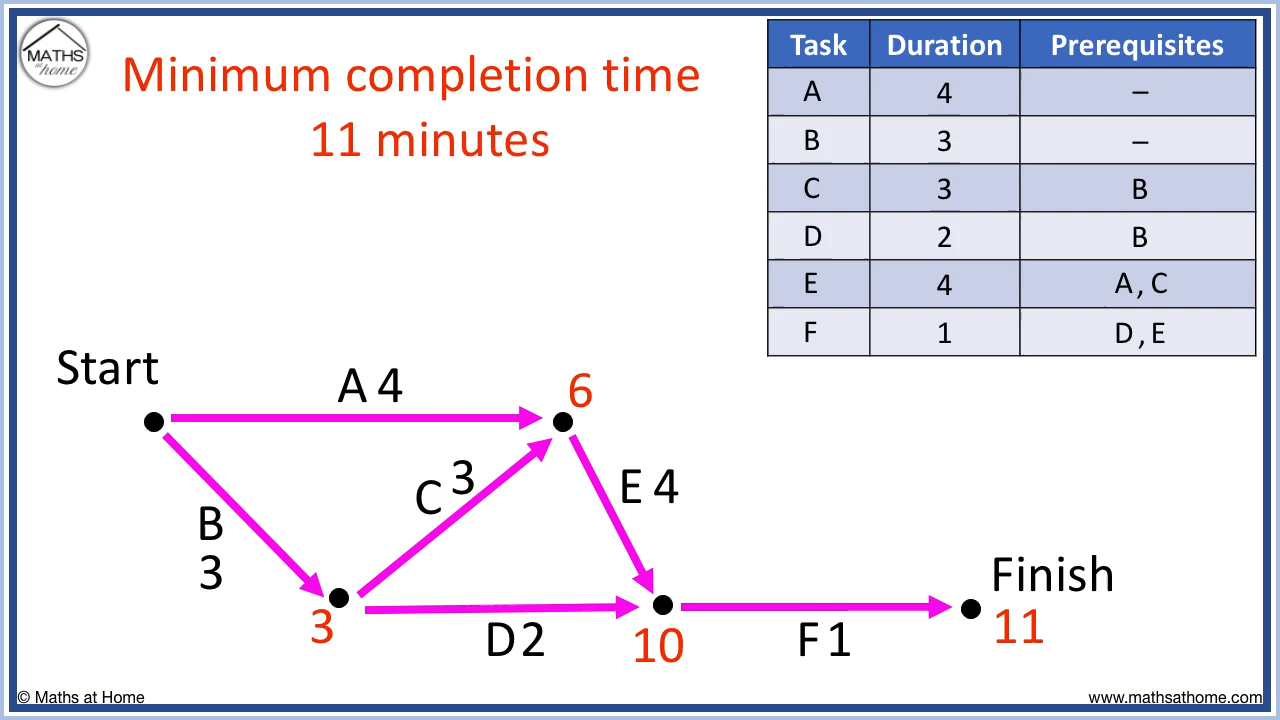 MATHS
at
home
Minimum completion time
11 minutes
Task Duration Prerequisites
A 4 –
B 3 –
C 3 B
D 2 B
E 4 A, C
F 1 D, E
Start
A 4
6
C 3
E 4
B
3
3
D 2
10
F 1
Finish
11
© Maths at Home
www.mathsathome.com